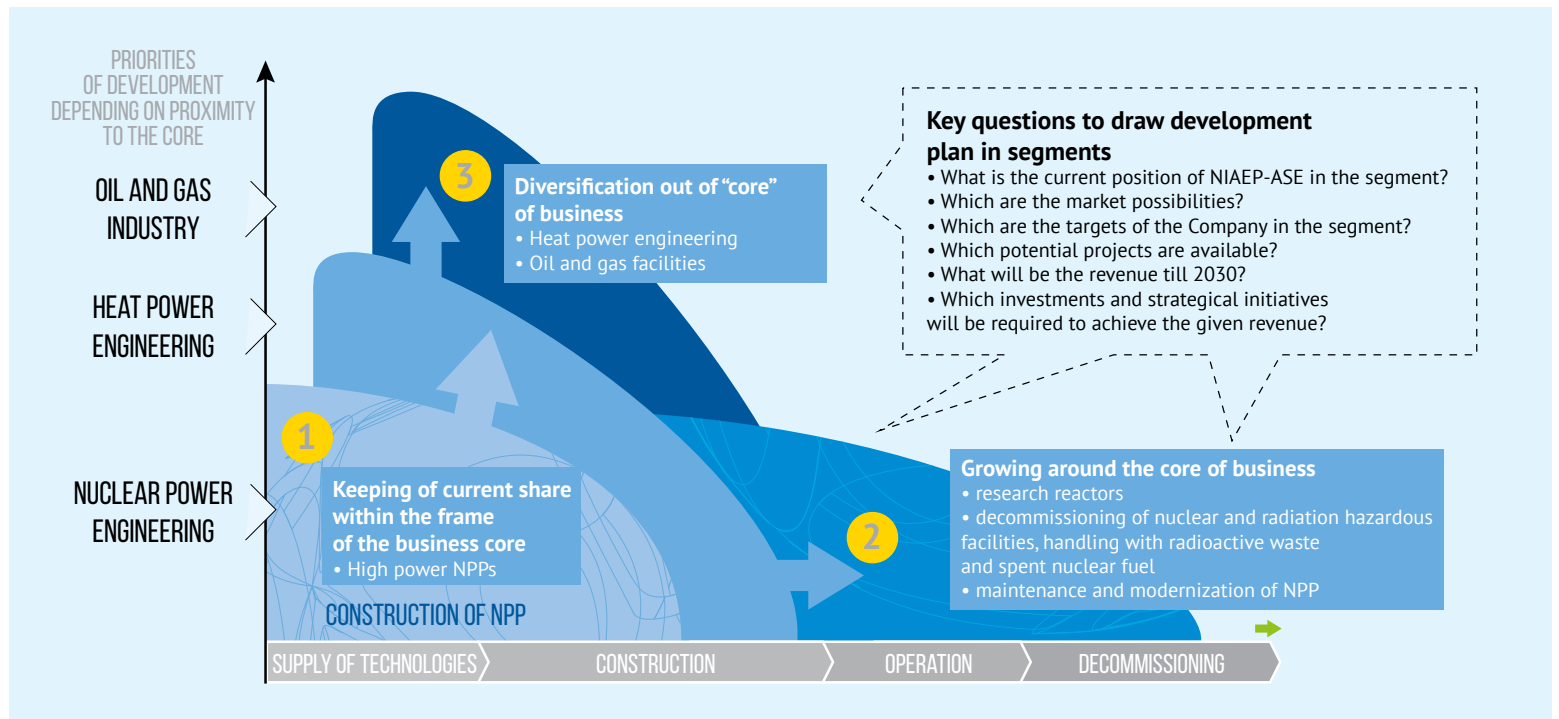 PRIORITIES
OF DEVELOPMENT
DEPENDING ON PROXIMITY
TO THE CORE
OIL AND GAS
INDUSTRY
HEAT POWER
ENGINEERING
NUCLEAR POWER
ENGINEERING
3
Diversification out of “core”
of business
• Heat power engineering
• Oil and gas facilities
Key questions to draw development
plan in segments
• What is the current position of NIAEP-ASE in the segment?
• Which are the market possibilities?
• Which are the targets of the Company in the segment?
• Which potential projects are available?
• What will be the revenue till 2030?
• Which investments and strategical initiatives
will be required to achieve the given revenue?
1
Keeping of current share
within the frame
of the business core
• High power NPPs
CONSTRUCTION OF NPP
2
Growing around the core of business
• research reactors
• decommissioning of nuclear and radiation hazardous
facilities, handling with radioactive waste
and spent nuclear fuel
• maintenance and modernization of NPP
SUPPLY OF TECHNOLOGIES
CONSTRUCTION
OPERATION
DECOMMISSIONING